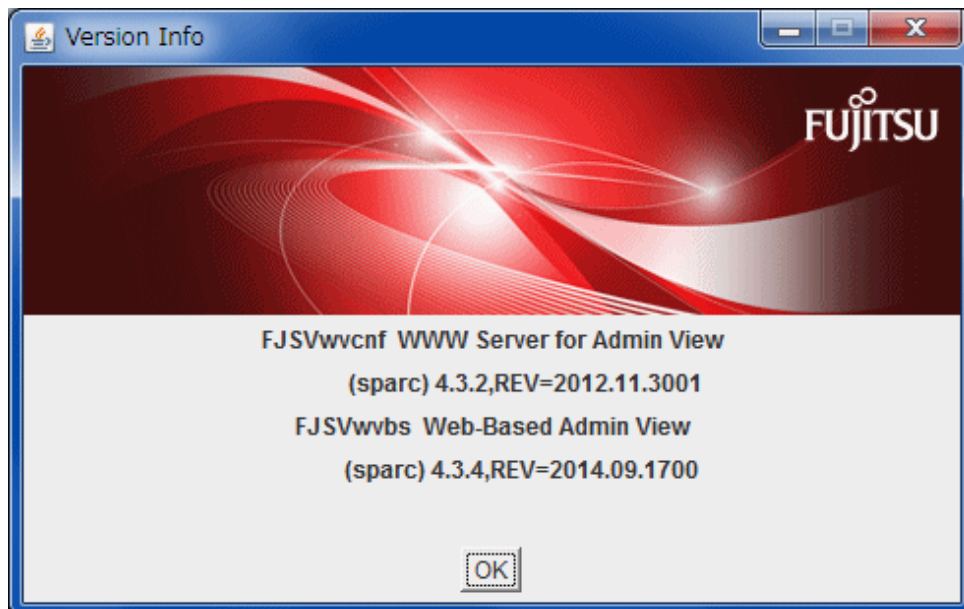 Version Info
FUJITSU
FJSVwvcnf WWW Server for Admin View
(sparc) 4.3.2,REV=2012.11.3001
FJSVwvbs Web-Based Admin View
(sparc) 4.3.4,REV=2014.09.1700
OK